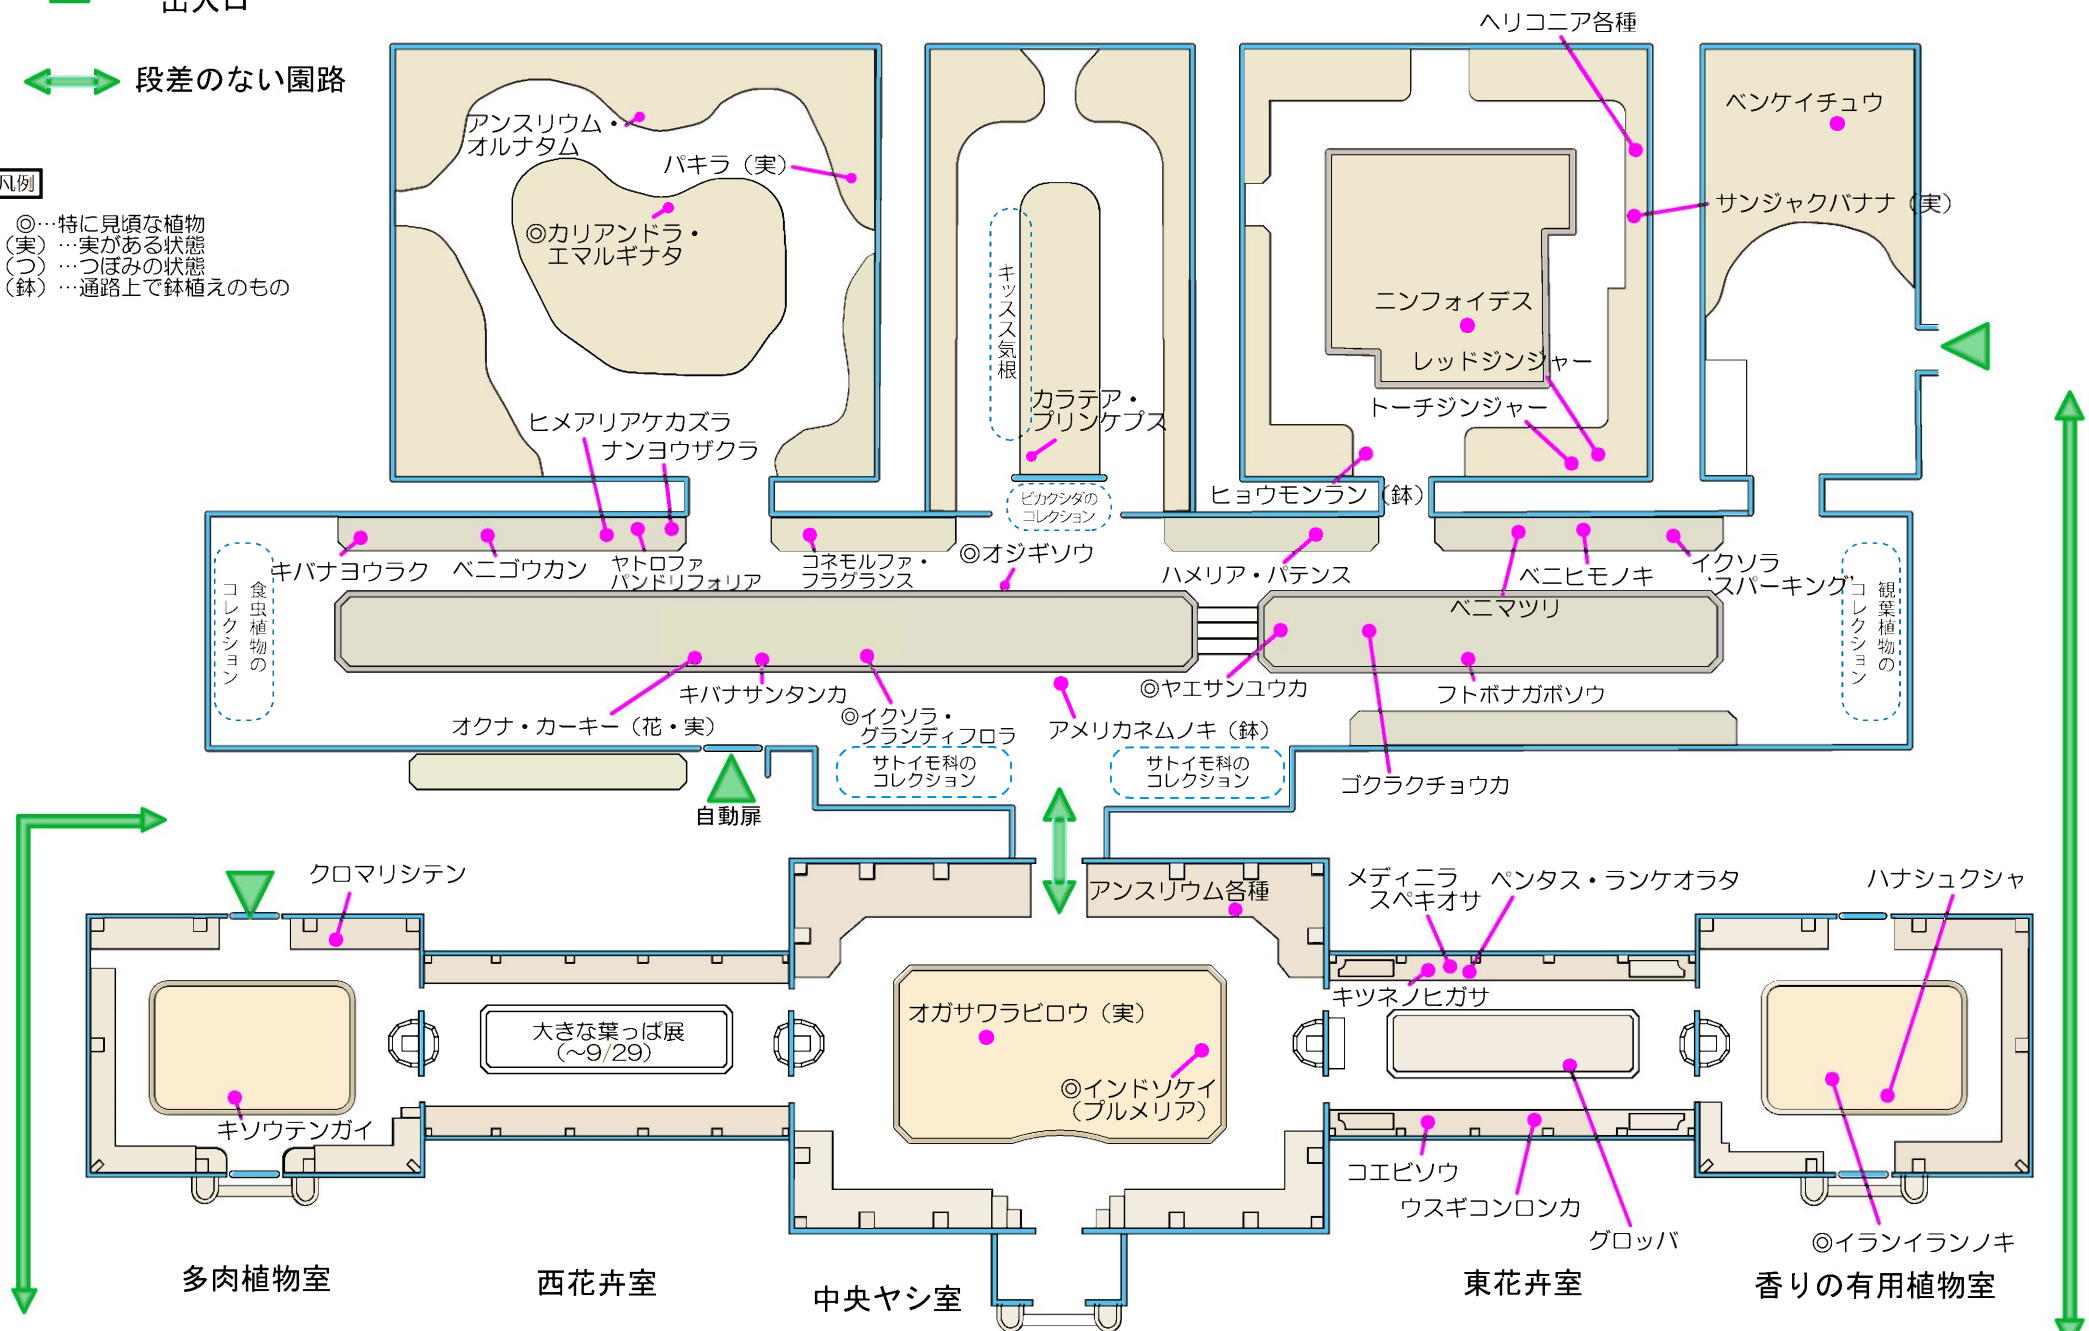 出入口
段差のない園路
凡例
◎…特に見頃な植物
（実）…実がある状態
（つ）…つぼみの状態
（鉢）…通路上で鉢植えのもの
アンスリウム・
オルナタム
パキラ（実）
◎カリアンドラ・
エマルギナタ
ヒメアリアケカズラ
ナンヨウザクラ
キッスス気根
カラテア・
プリンケプス
ビカクシダの
コレクション
ヘリコニア各種
サンジャクバナナ（実）
ニンフォイデス
レッドジンジャー
トーチジンジャー
ヒョウモンラン（鉢）
ベンケイチュウ
食虫植物の
コレクション
キバナヨウラク
ベニゴウカン
ヤトロファ
パンドリフォリア
コネモルファ・
フラグランス
◎オジギソウ
ハメリア・パテンス
ベニヒモノキ
イクソラ
‘スパーキング’
ベニマツリ
観葉植物の
コレクション
オクナ・カーキー（花・実）
キバナサンタンカ
◎イクソラ・
グランディフロラ
アメリカネムノキ（鉢）
◎ヤエサンユウカ
フトボナガボソウ
ゴクラクチョウカ
サトイモ科の
コレクション
サトイモ科の
コレクション
自動扉
クロマリシテン
キソウテンガイ
大きな葉っぱ展
（～9/29）
アンスリウム各種
オガサワラビロウ（実）
◎インドソケイ
（プルメリア）
メディニラ
スペキオサ
ペンタス・ランケオラタ
キツネノヒガサ
コエビソウ
ウスギコンロンカ
グロッバ
ハナシュクシャ
◎イランイランノキ
多肉植物室
西花卉室
中央ヤシ室
東花卉室
香りの有用植物室